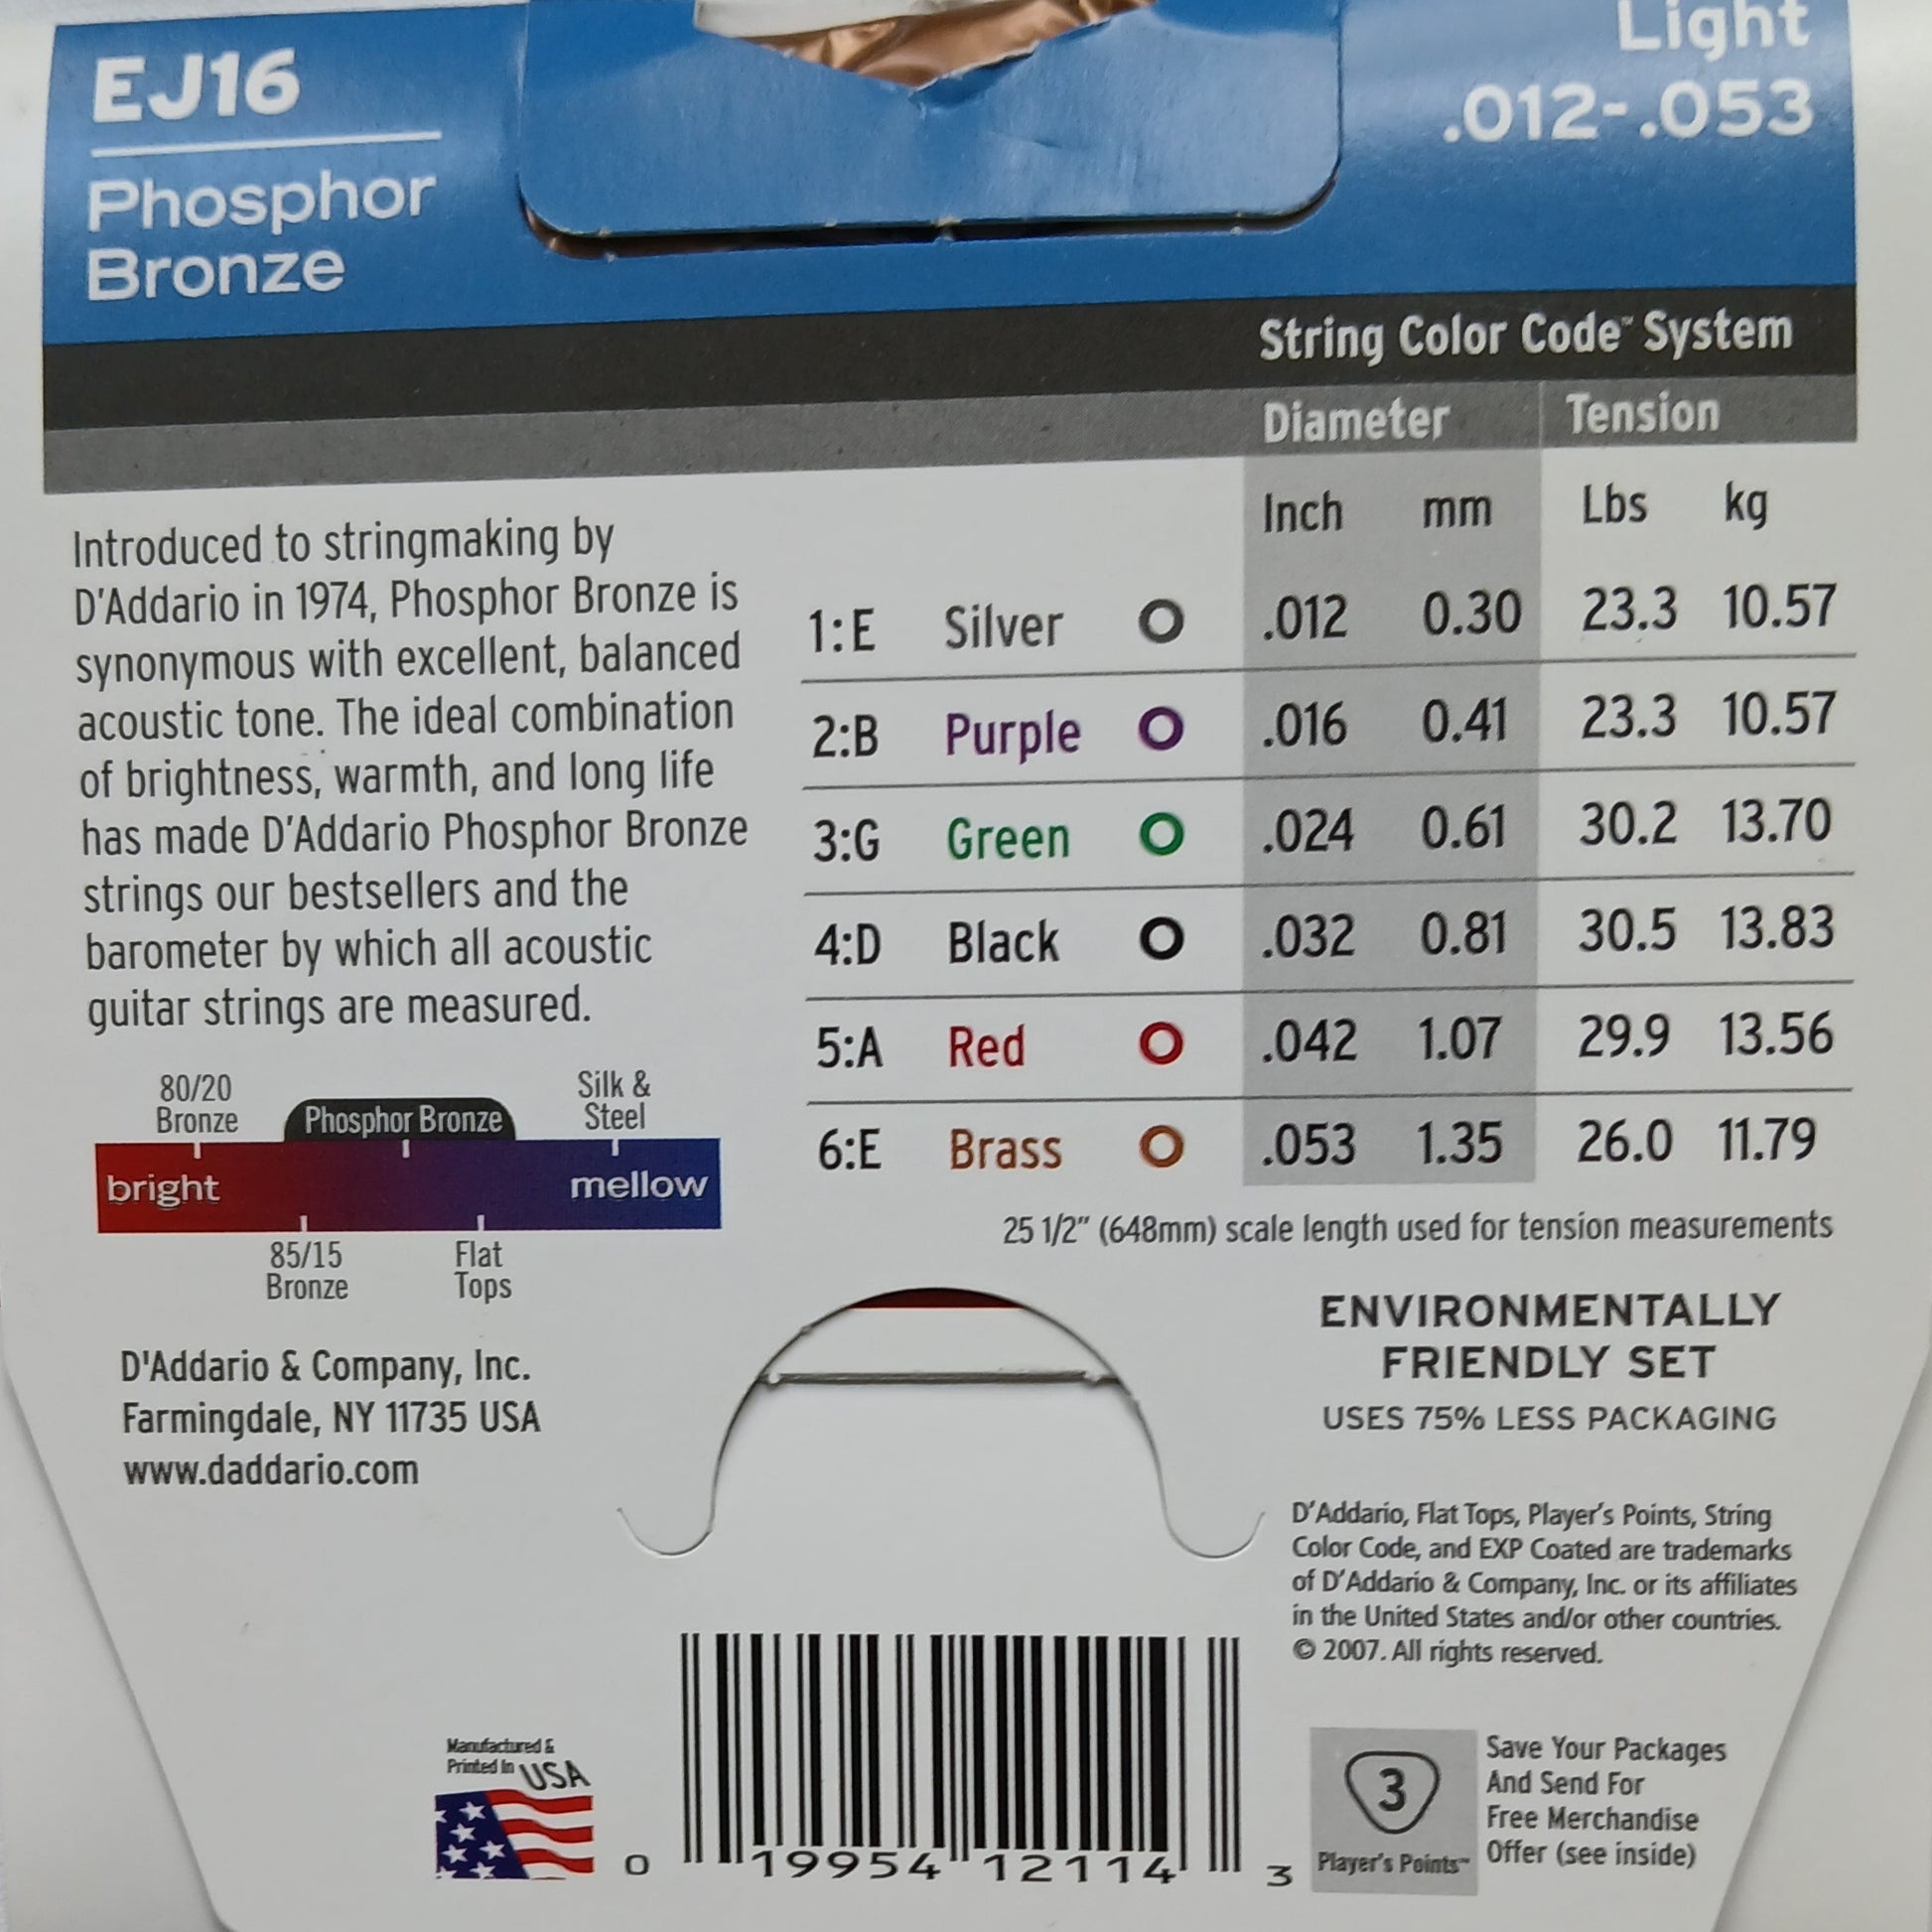 EJ16
Phosphor
Bronze
Light
.012-.053
String Color Code™ System
Diameter Tension
Inch mm Lbs kg
1:E Silver .012 0.30 23.3 10.57
2:B Purple .016 0.41 23.3 10.57
3:G Green .024 0.61 30.2 13.70
4:D Black .032 0.81 30.5 13.83
5:A Red .042 1.07 29.9 13.56
6:E Brass .053 1.35 26.0 11.79
25 1/2" (648mm) scale length used for tension measurements
Introduced to stringmaking by
D'Addario in 1974, Phosphor Bronze is
synonymous with excellent, balanced
acoustic tone. The ideal combination
of brightness, warmth, and long life
has made D'Addario Phosphor Bronze
strings our bestsellers and the
barometer by which all acoustic
guitar strings are measured.
80/20
Bronze
Phosphor Bronze
Silk &
Steel
bright mellow
85/15
Bronze
Flat
Tops
D'Addario & Company, Inc.
Farmingdale, NY 11735 USA
www.daddario.com
ENVIRONMENTALLY
FRIENDLY SET
USES 75% LESS PACKAGING
D'Addario, Flat Tops, Player's Points, String
Color Code, and EXP Coated are trademarks
of D'Addario & Company, Inc. or its affiliates
in the United States and/or other countries.
© 2007. All rights reserved.
Manufactured &
Printed In USA
0 19954 12114 3
3
Player's Points™
Save Your Packages
And Send For
Free Merchandise
Offer (see inside)